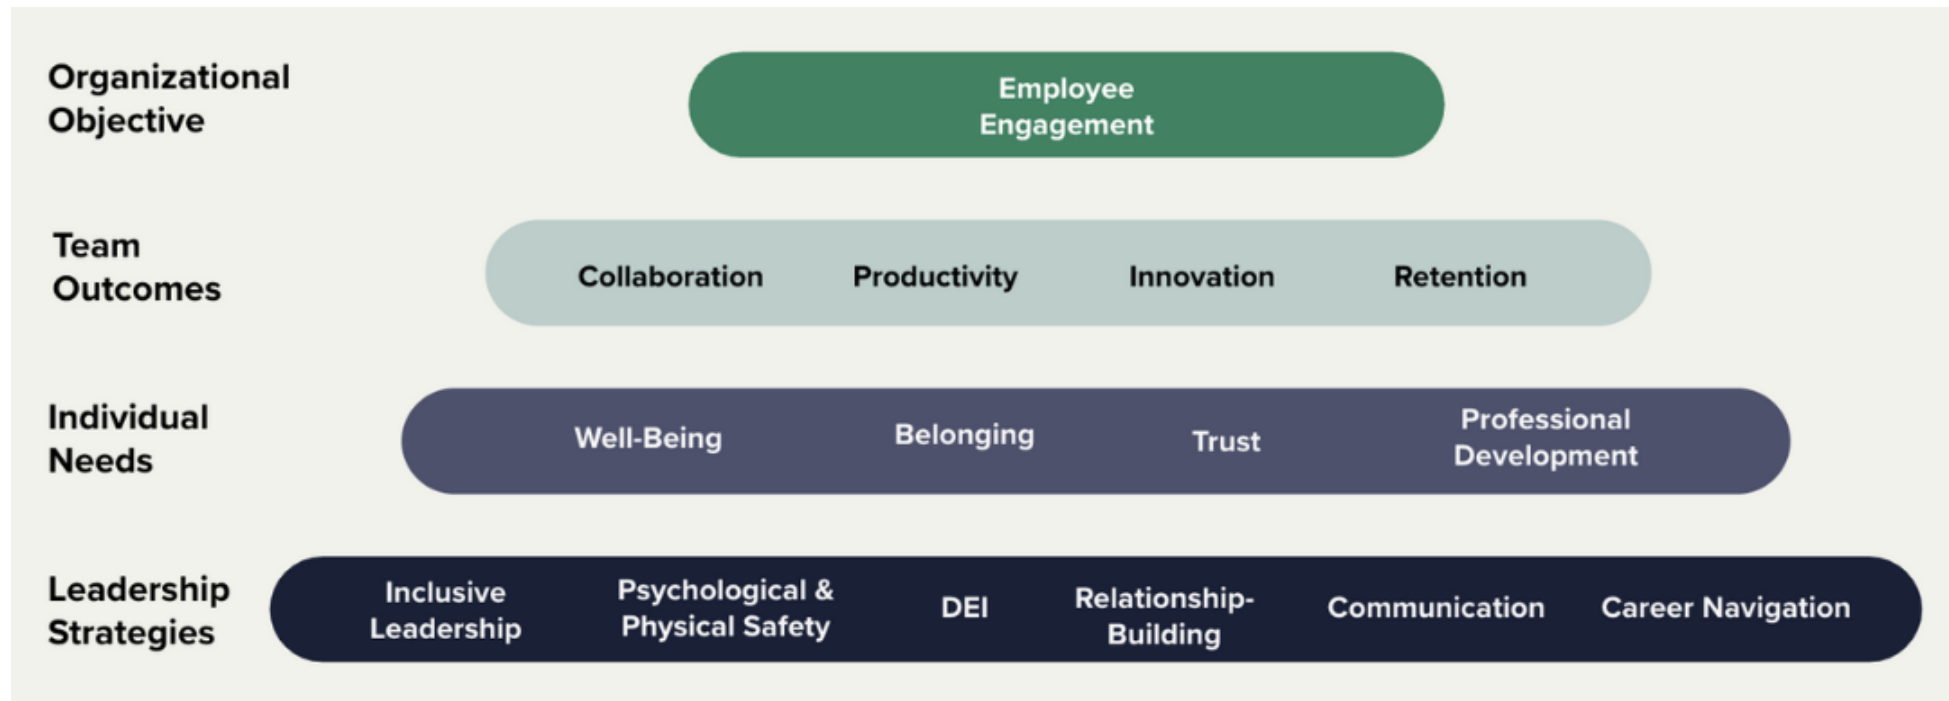 Organizational
Objective
Employee
Engagement
Team
Outcomes
Collaboration Productivity Innovation Retention
Individual
Needs
Well-Being
Belonging
Trust
Professional
Development
Leadership
Strategies
Inclusive
Leadership
Psychological &
Physical Safety
DEI
Relationship-
Building
Communication
Career Navigation